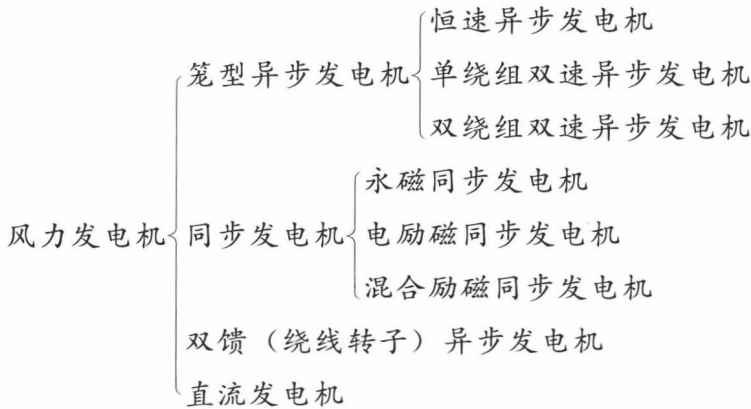 恒速异步发电机
笼型异步发电机
单绕组双速异步发电机
双绕组双速异步发电机
永磁同步发电机
风力发电机
同步发电机
电励磁同步发电机
混合励磁同步发电机
双馈（绕线转子）异步发电机
直流发电机